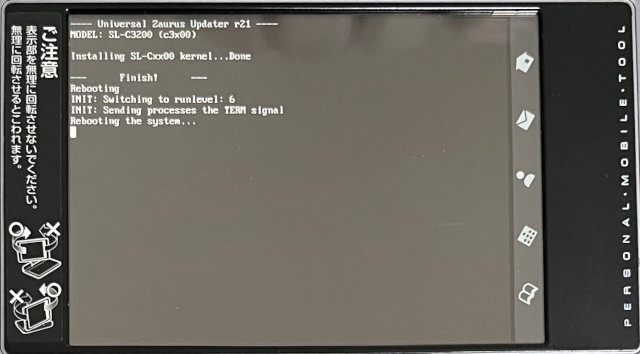 ---- Universal Zaurus Updater r21 ----
MODEL: SL-C3200 (c3x00)
Installing SL-Cxx00 kernel...Done
--- Finish! ---
Rebooting
INIT: Switching to runlevel: 6
INIT: Sending processes the TERM signal
Rebooting the system...
ご注意
表示部を無理に回転させないでください。
無理に回転させるとこわれます。
PERSONAL・MOBILE・TOOL